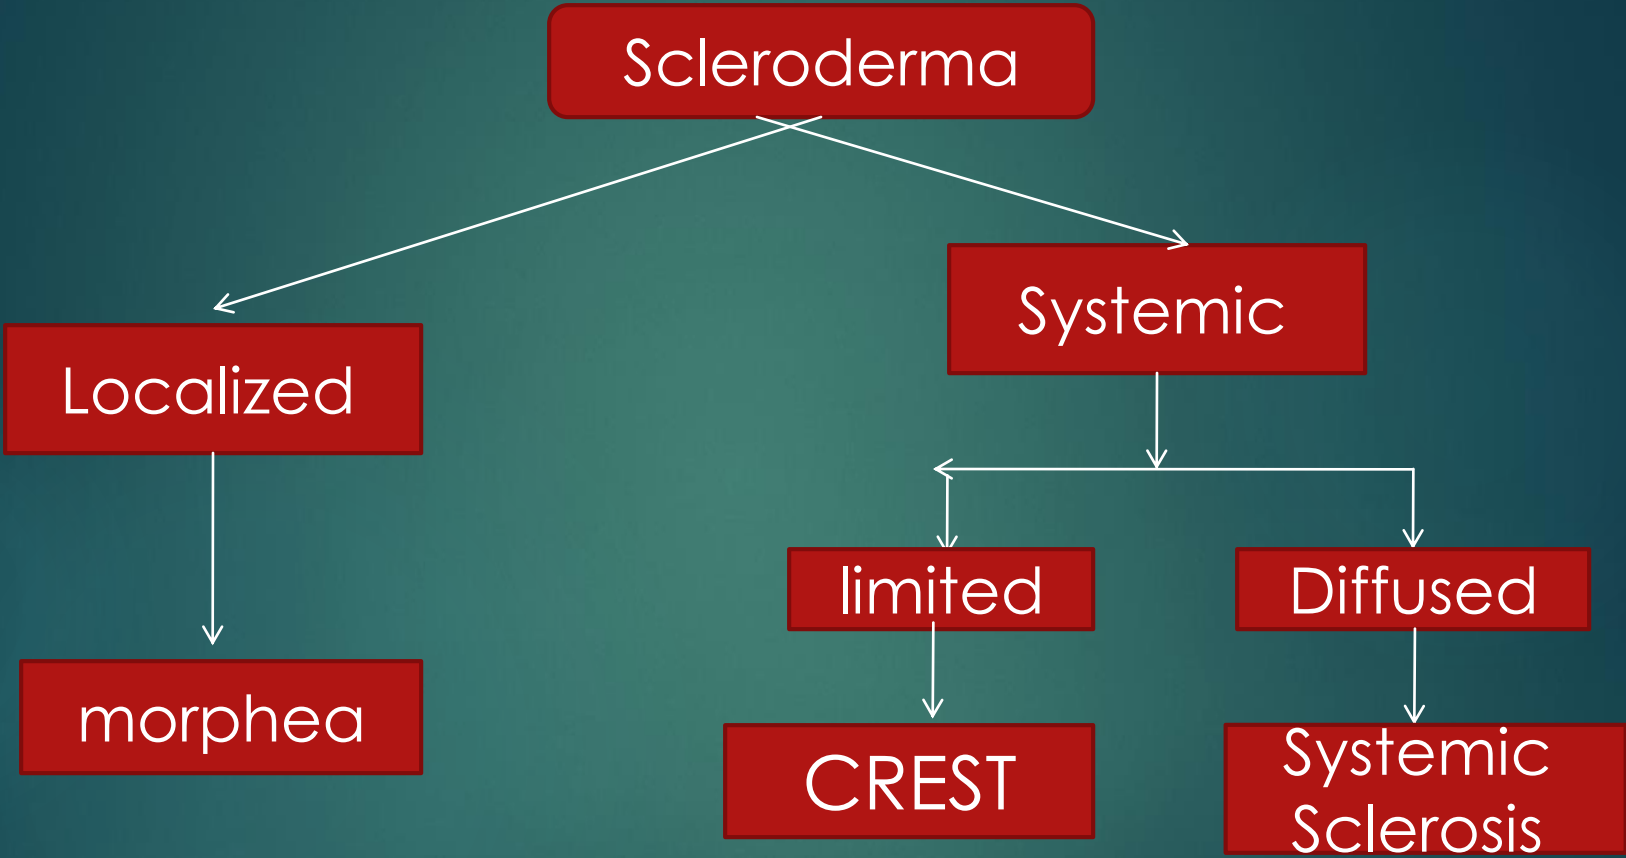 Scleroderma
Systemic
Localized
limited
Diffused
morphea
CREST
Systemic
Sclerosis